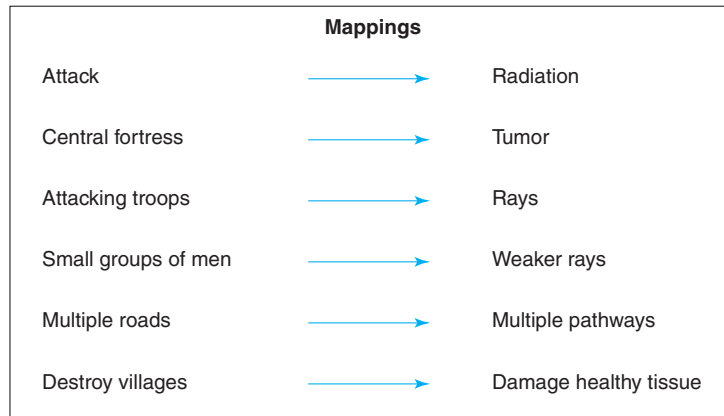 Mappings
Attack Radiation
Central fortress Tumor
Attacking troops Rays
Small groups of men Weaker rays
Multiple roads Multiple pathways
Destroy villages Damage healthy tissue